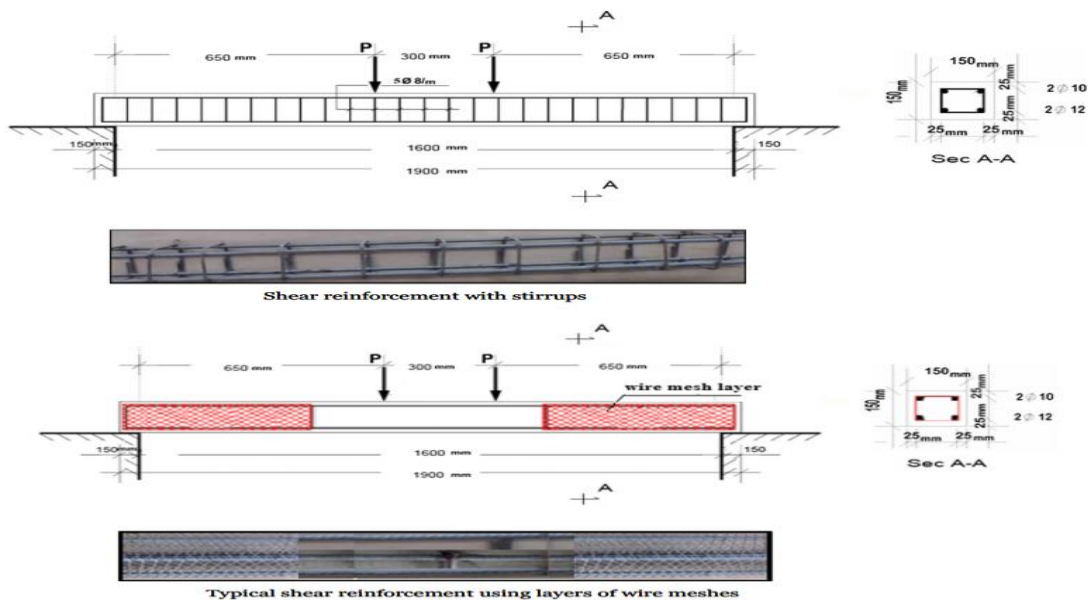 A
650 mm P 300 mm P 650 mm
5Ø8/m
150mm 1600 mm 150
1900 mm
A
150mm
150mm 25mm 2 ϕ 10
25mm 2 ϕ 12
25mm 25mm
Sec A-A
Shear reinforcement with stirrups
A
650 mm P 300 mm P 650 mm
wire mesh layer
150mm 1600 mm 150
1900 mm
A
150mm
150mm 25mm 2 ϕ 10
25mm 2 ϕ 12
25mm 25mm
Sec A-A
Typical shear reinforcement using layers of wire meshes